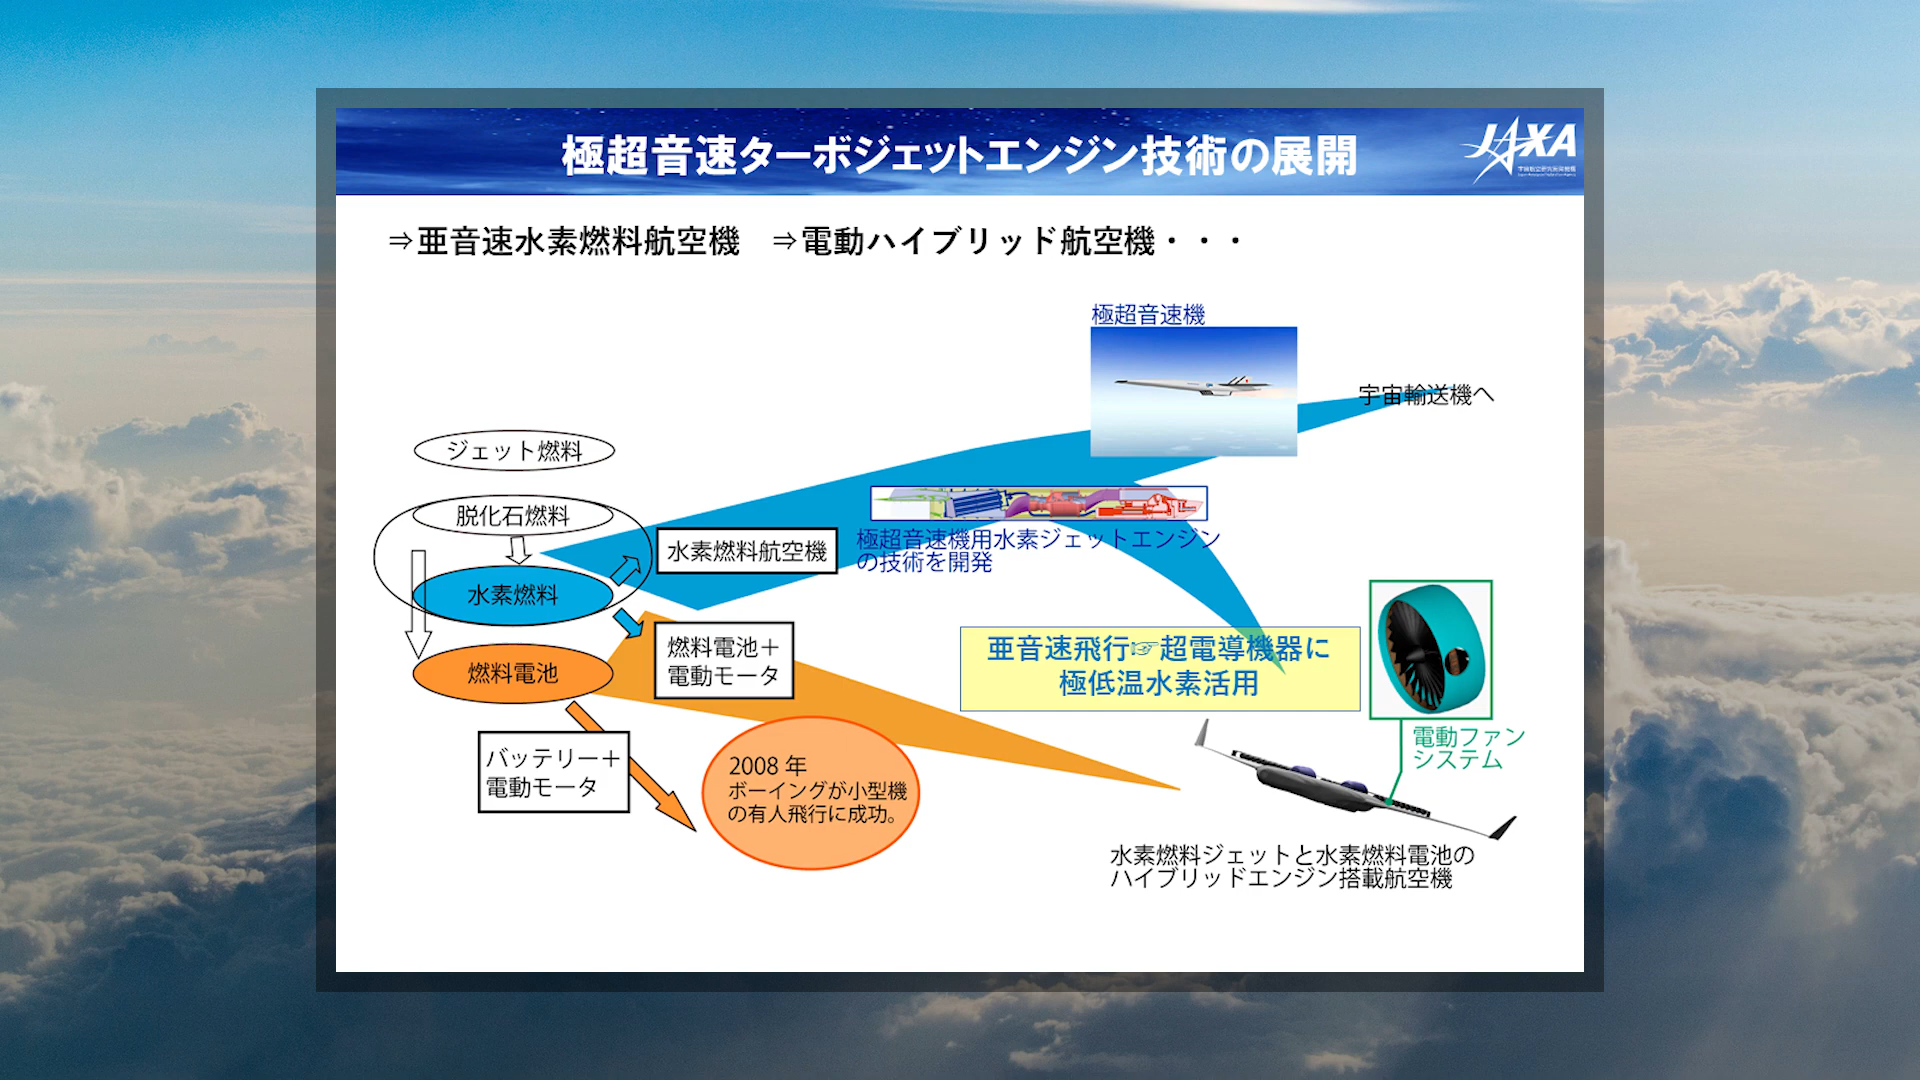 極超音速ターボジェットエンジン技術の展開
JAXA
⇒亜音速水素燃料航空機　⇒電動ハイブリッド航空機・・・
極超音速機
宇宙輸送機へ
ジェット燃料
脱化石燃料
水素燃料航空機
極超音速機用水素ジェットエンジン
の技術を開発
水素燃料
燃料電池＋
電動モータ
亜音速飛行☞超電導機器に
極低温水素活用
燃料電池
電動ファン
システム
バッテリー＋
電動モータ
2008 年
ボーイングが小型機
の有人飛行に成功。
水素燃料ジェットと水素燃料電池の
ハイブリッドエンジン搭載航空機